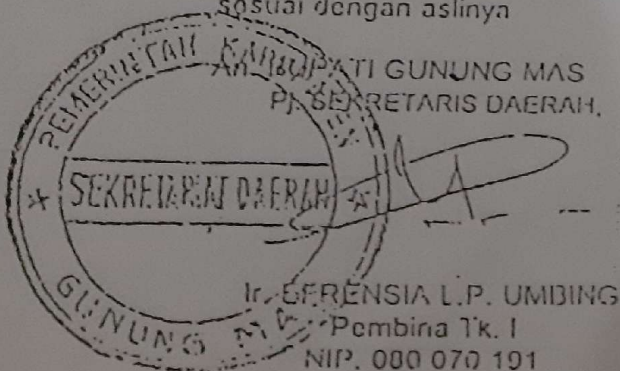 sesuai dengan aslinya
An. BUPATI GUNUNG MAS
Pj. SEKRETARIS DAERAH,
PEMERINTAH KABUPATEN
* SEKRETARIAT DAERAH *
GUNUNG MAS
Ir. BERENSIA L.P. UMBING
Pembina Tk. I
NIP. 080 070 191